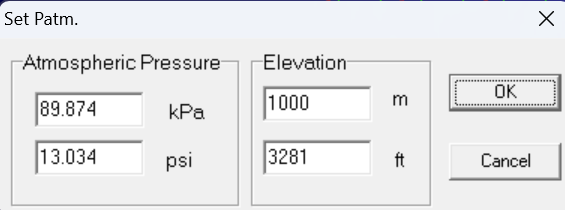 Set Patm.
Atmospheric Pressure
89.874 kPa
13.034 psi
Elevation
1000 m
3281 ft
OK
Cancel